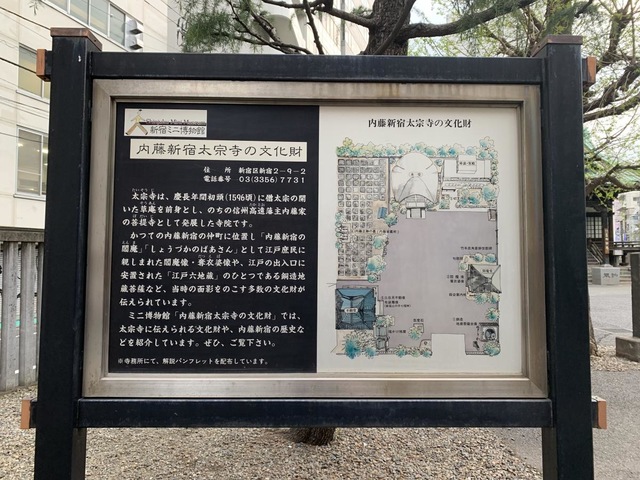 Shinjuku Mini Museum
新宿ミニ博物館
内藤新宿太宗寺の文化財
住　所　新宿区新宿2-9-2
電話番号　03(3356)7731
太宗寺は、慶長年間初頭(1596頃)に僧太宗の開
いた草庵を前身とし、のちの信州高遠藩主内藤家
の菩提寺として発展した寺院です。
かつての内藤新宿の仲町に位置し「内藤新宿の
閻魔」「しょうづかのばあさん」として江戸庶民に
親しまれた閻魔像・奪衣婆像や、江戸の出入口に
安置された「江戸六地蔵」のひとつである銅造地
蔵菩薩など、当時の面影をのこす多数の文化財が
伝えられています。
ミニ博物館「内藤新宿太宗寺の文化財」では、
太宗寺に伝えられる文化財や、内藤新宿の歴史な
どを紹介しています。ぜひ、ご覧下さい。
※寺務所にて、解説パンフレットを配布しています。
内藤新宿太宗寺の文化財